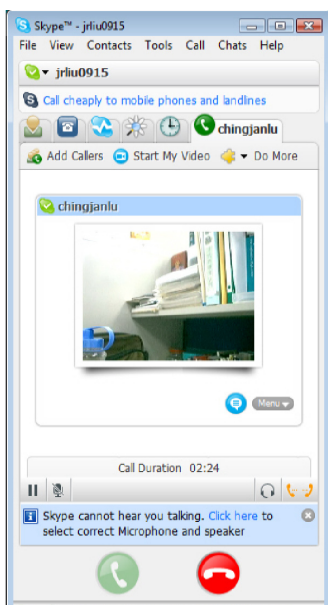 Skype™ - jrliu0915
File View Contacts Tools Call Chats Help
jrliu0915
Call cheaply to mobile phones and landlines
chingjanlu
Add Callers Start My Video Do More
chingjanlu
Menu
Call Duration 02:24
Skype cannot hear you talking. Click here to
select correct Microphone and speaker